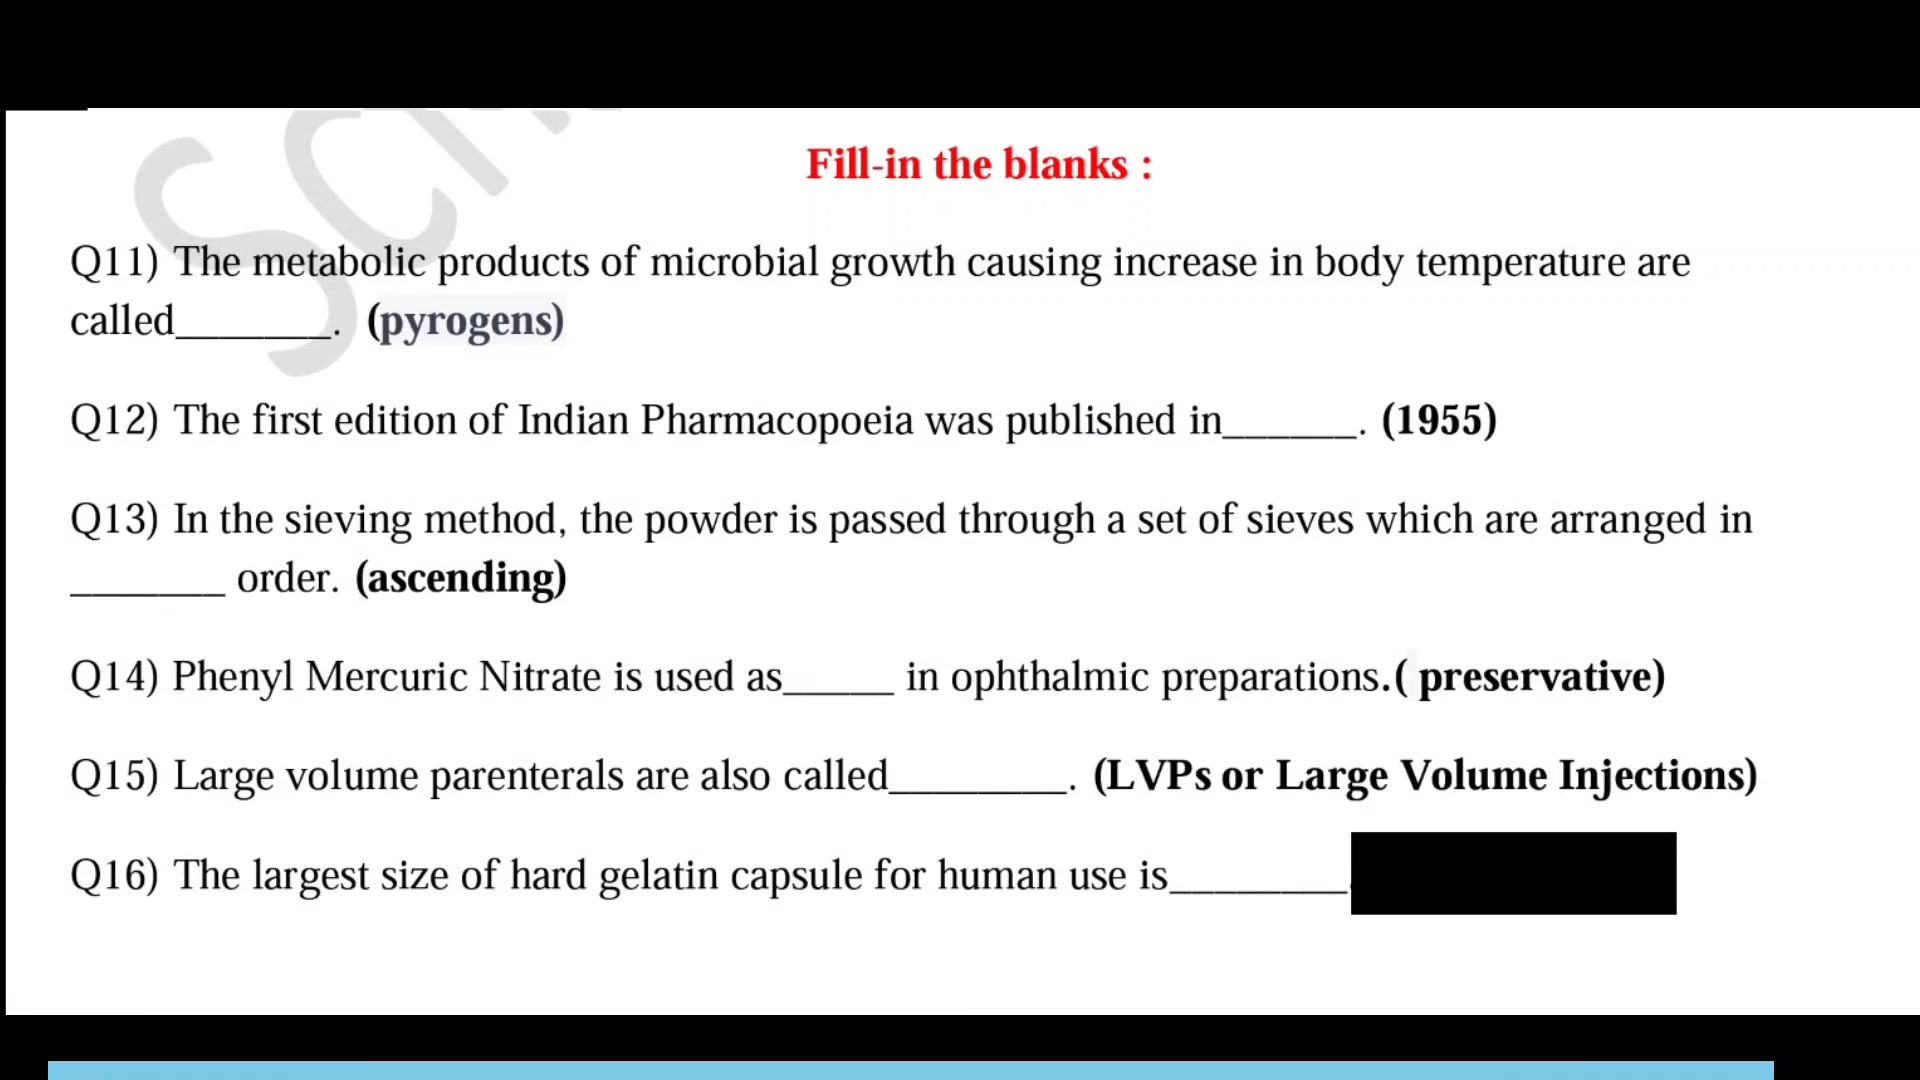 Fill-in the blanks :
Q11) The metabolic products of microbial growth causing increase in body temperature are
called_______. (pyrogens)
Q12) The first edition of Indian Pharmacopoeia was published in______. (1955)
Q13) In the sieving method, the powder is passed through a set of sieves which are arranged in
_______ order. (ascending)
Q14) Phenyl Mercuric Nitrate is used as_____ in ophthalmic preparations.( preservative)
Q15) Large volume parenterals are also called________. (LVPs or Large Volume Injections)
Q16) The largest size of hard gelatin capsule for human use is________.